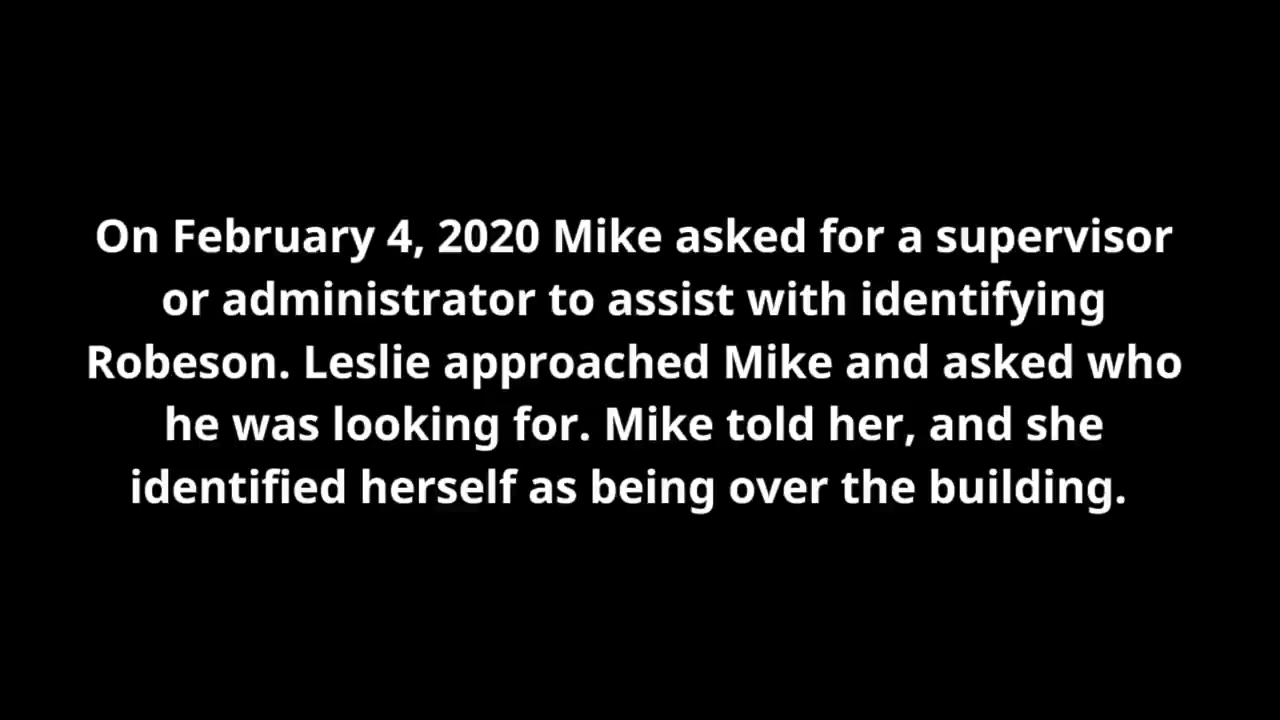 On February 4, 2020 Mike asked for a supervisor
or administrator to assist with identifying
Robeson. Leslie approached Mike and asked who
he was looking for. Mike told her, and she
identified herself as being over the building.